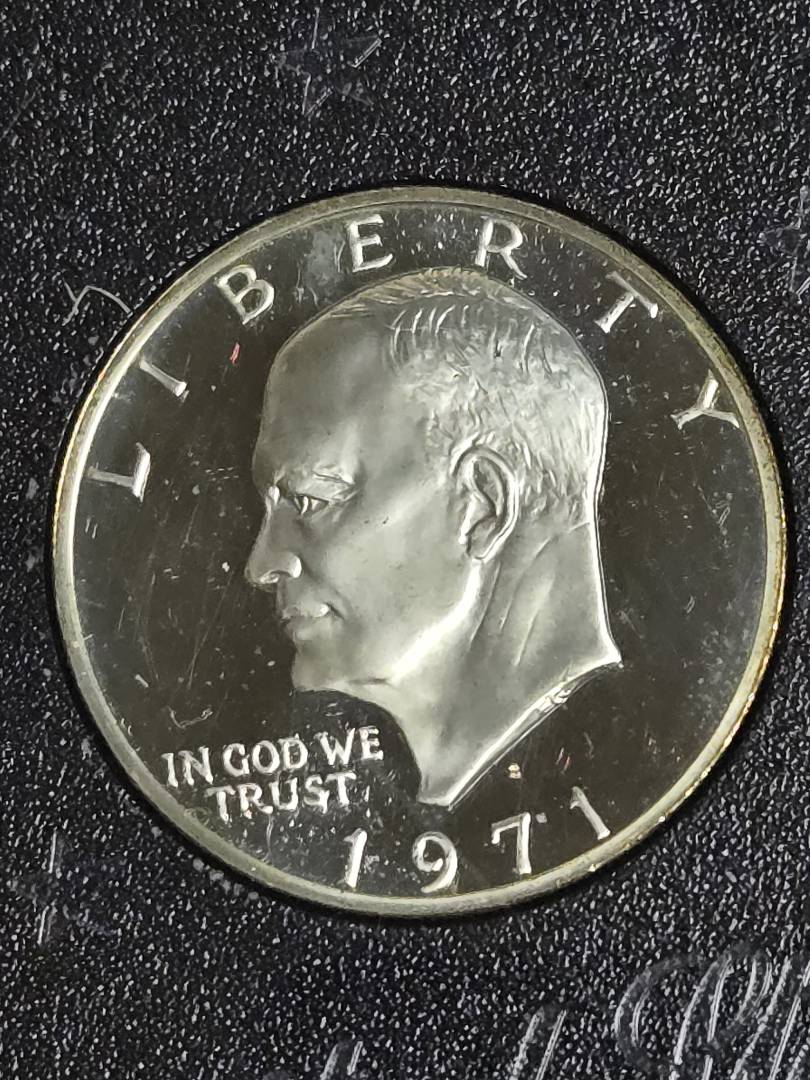 LIBERTY
IN GOD WE
TRUST
1971